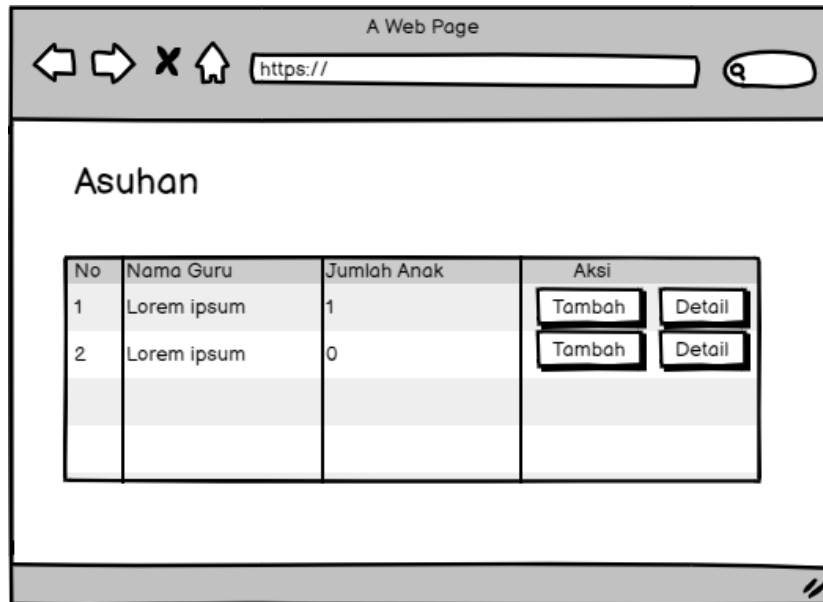 A Web Page
https://
Asuhan
No Nama Guru Jumlah Anak Aksi
1 Lorem ipsum 1 Tambah Detail
2 Lorem ipsum 0 Tambah Detail